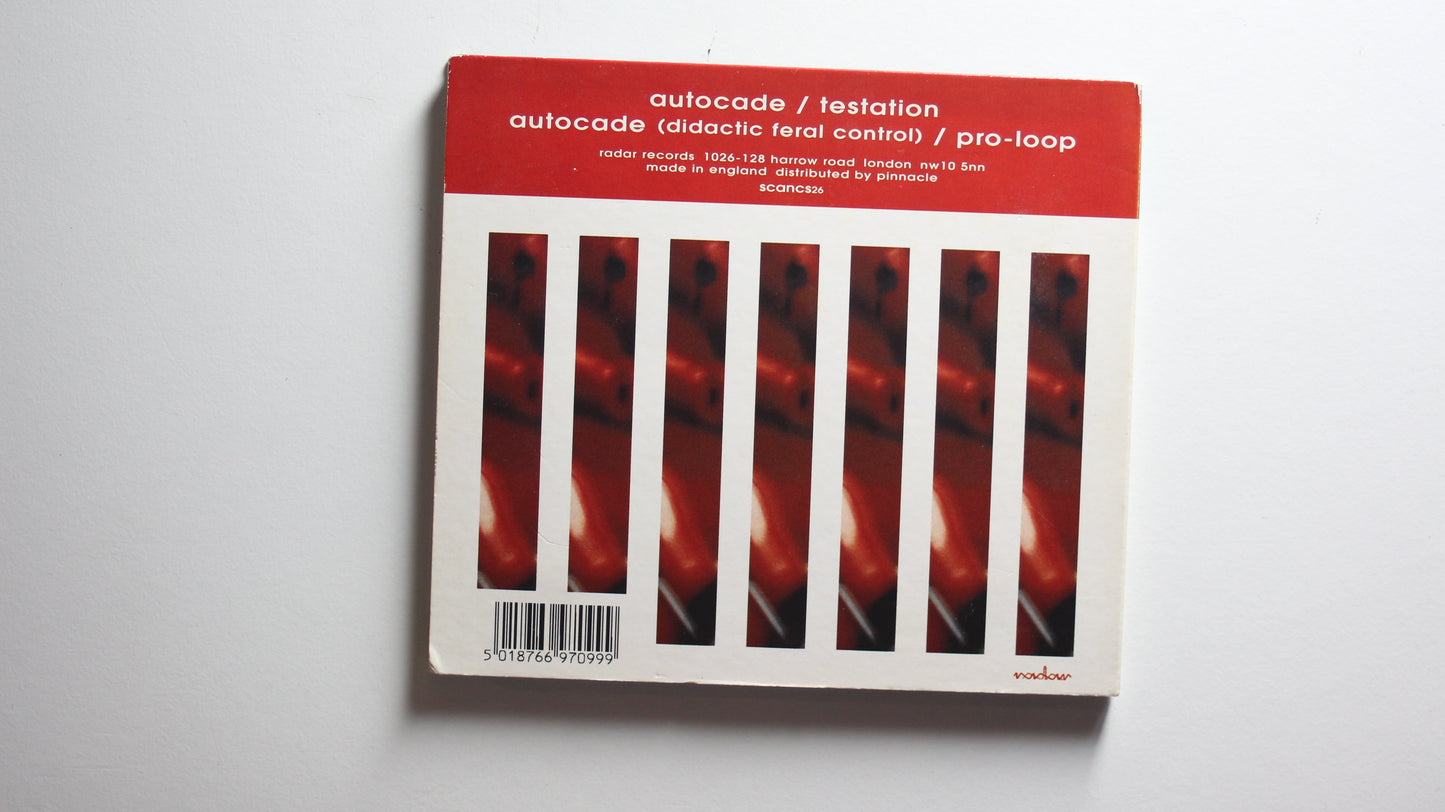 autocade / testation
autocade (didactic feral control) / pro-loop
radar records 1026-128 harrow road london nw10 5nn
made in england distributed by pinnacle
scancs26
5 018766 970999
radar